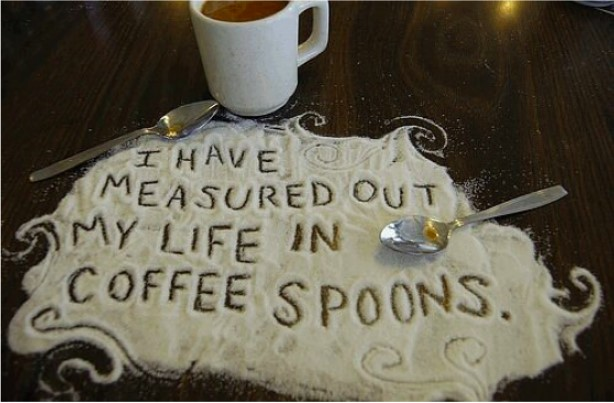 I HAVE
MEASURED OUT
MY LIFE IN
COFFEE SPOONS.